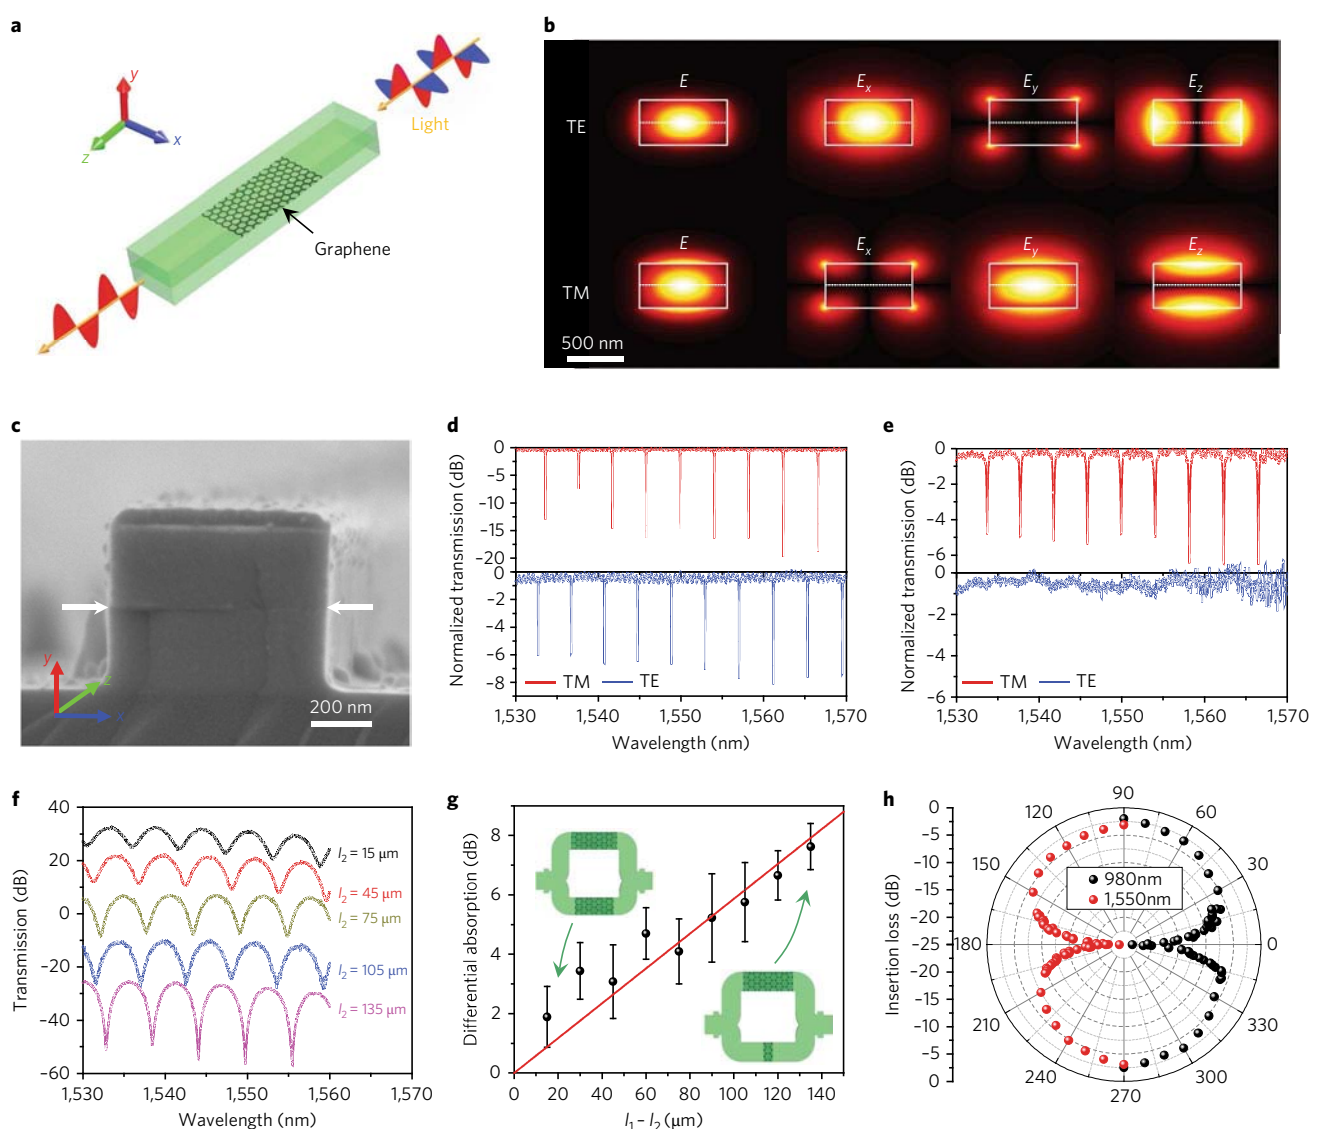 a
y
x
z
Light
Graphene
b
E
Ex
Ey
Ez
TE
E
Ex
Ey
Ez
TM
500 nm
c
y
z
x
200 nm
d
Normalized transmission (dB)
0
−5
−10
−15
−20
0
−2
−4
−6
−8
TM
TE
1,530
1,540
1,550
1,560
1,570
Wavelength (nm)
e
Normalized transmission (dB)
0
−2
−4
−6
0
−2
−4
−6
TM
TE
1,530
1,540
1,550
1,560
1,570
Wavelength (nm)
f
Transmission (dB)
40
20
0
−20
−40
−60
l2 = 15 μm
l2 = 45 μm
l2 = 75 μm
l2 = 105 μm
l2 = 135 μm
1,530
1,540
1,550
1,560
1,570
Wavelength (nm)
g
Differential absorption (dB)
8
6
4
2
0
0
20
40
60
80
100
120
140
l1 – l2 (μm)
h
Insertion loss (dB)
0
−5
−10
−15
−20
−25
−20
−15
−10
−5
0
90
60
30
0
330
300
270
240
210
180
150
120
980nm
1,550nm